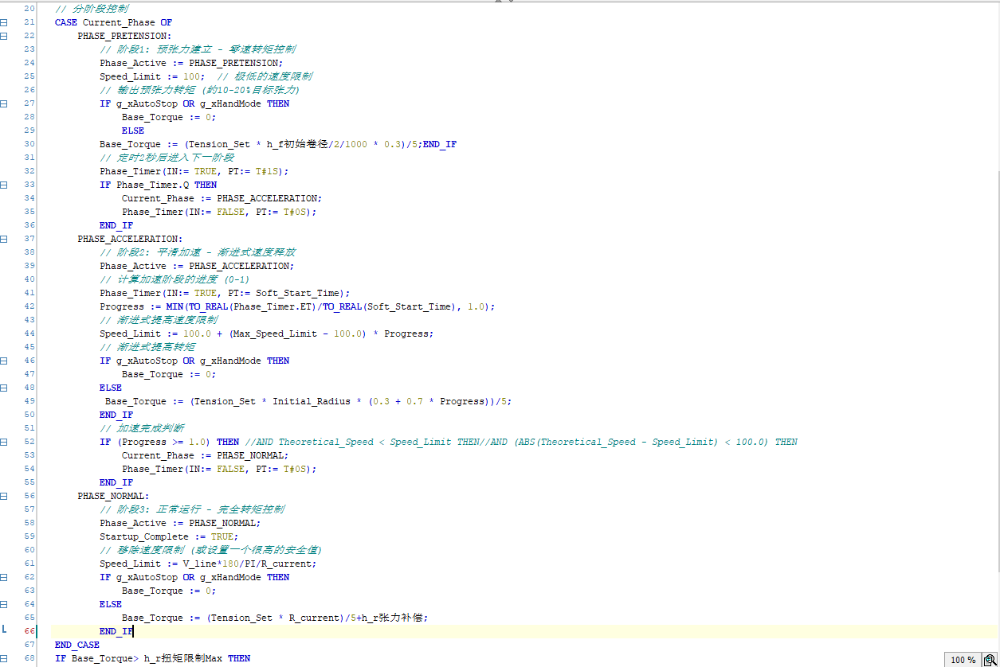 20 // 分阶段控制
21 CASE Current_Phase OF
22 PHASE_PRETENSION:
23 // 阶段1: 预张力建立 - 零速转矩控制
24 Phase_Active := PHASE_PRETENSION;
25 Speed_Limit := 100; // 极低的速度限制
26 // 输出预张力转矩 (约10-20%目标张力)
27 IF g_xAutoStop OR g_xHandMode THEN
28 Base_Torque := 0;
29 ELSE
30 Base_Torque := (Tension_Set * h_f初始卷径/2/1000 * 0.3)/5;END_IF
31 // 定时2秒后进入下一阶段
32 Phase_Timer(IN:= TRUE, PT:= T#1S);
33 IF Phase_Timer.Q THEN
34 Current_Phase := PHASE_ACCELERATION;
35 Phase_Timer(IN:= FALSE, PT:= T#0S);
36 END_IF
37 PHASE_ACCELERATION:
38 // 阶段2: 平滑加速 - 渐进式速度释放
39 Phase_Active := PHASE_ACCELERATION;
40 // 计算加速阶段的进度 (0-1)
41 Phase_Timer(IN:= TRUE, PT:= Soft_Start_Time);
42 Progress := MIN(TO_REAL(Phase_Timer.ET)/TO_REAL(Soft_Start_Time), 1.0);
43 // 渐进式提高速度限制
44 Speed_Limit := 100.0 + (Max_Speed_Limit - 100.0) * Progress;
45 // 渐进式提高转矩
46 IF g_xAutoStop OR g_xHandMode THEN
47 Base_Torque := 0;
48 ELSE
49 Base_Torque := (Tension_Set * Initial_Radius * (0.3 + 0.7 * Progress))/5;
50 END_IF
51 // 加速完成判断
52 IF (Progress >= 1.0) THEN //AND Theoretical_Speed < Speed_Limit THEN//AND (ABS(Theoretical_Speed - Speed_Limit) < 100.0) THEN
53 Current_Phase := PHASE_NORMAL;
54 Phase_Timer(IN:= FALSE, PT:= T#0S);
55 END_IF
56 PHASE_NORMAL:
57 // 阶段3: 正常运行 - 完全转矩控制
58 Phase_Active := PHASE_NORMAL;
59 Startup_Complete := TRUE;
60 // 移除速度限制 (或设置一个很高的安全值)
61 Speed_Limit := V_line*180/PI/R_current;
62 IF g_xAutoStop OR g_xHandMode THEN
63 Base_Torque := 0;
64 ELSE
65 Base_Torque := (Tension_Set * R_current)/5+h_r张力补偿;
66 END_IF
67 END_CASE
68 IF Base_Torque> h_r扭矩限制Max THEN
100 %